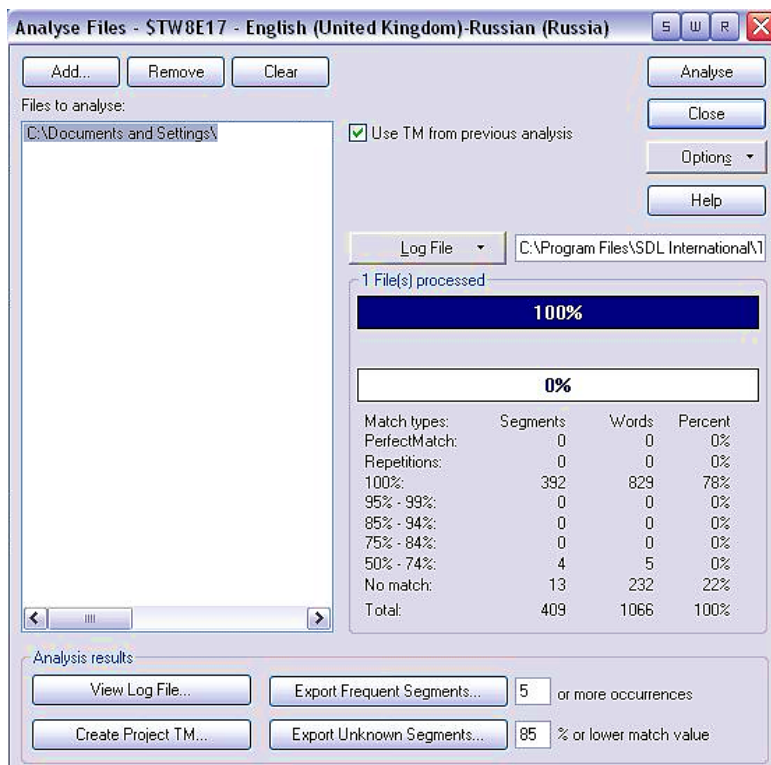 Analyse Files - $TW8E17 - English (United Kingdom)-Russian (Russia) S W R
Add... Remove Clear Analyse
Files to analyse: Close
C:\Documents and Settings\ Use TM from previous analysis
Options
Help
Log File C:\Program Files\SDL International\T
1 File(s) processed
100%
0%
Match types: Segments Words Percent
PerfectMatch: 0 0 0%
Repetitions: 0 0 0%
100%: 392 829 78%
95% - 99%: 0 0 0%
85% - 94%: 0 0 0%
75% - 84%: 0 0 0%
50% - 74%: 4 5 0%
No match: 13 232 22%
Total: 409 1066 100%
Analysis results
View Log File... Export Frequent Segments... 5 or more occurrences
Create Project TM... Export Unknown Segments... 85 % or lower match value